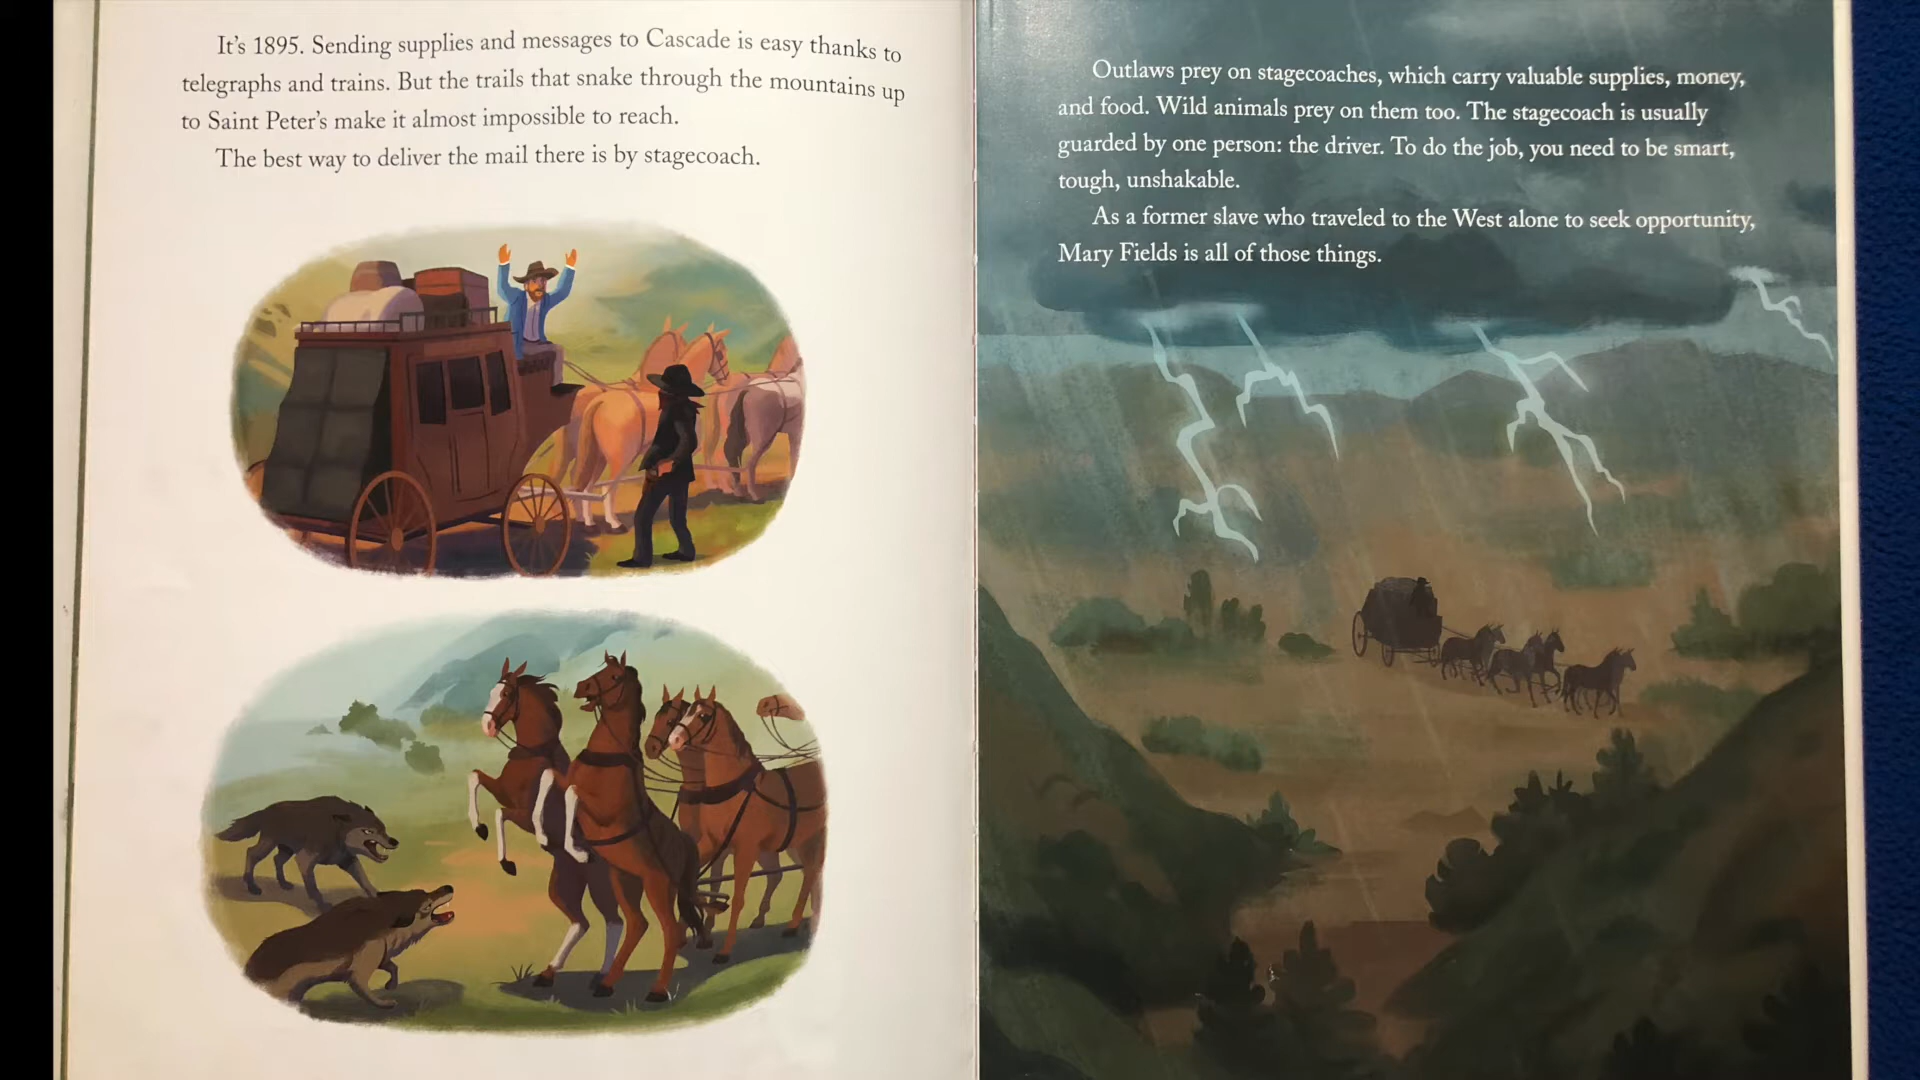 It's 1895. Sending supplies and messages to Cascade is easy thanks to
telegraphs and trains. But the trails that snake through the mountains up
to Saint Peter's make it almost impossible to reach.
The best way to deliver the mail there is by stagecoach.
Outlaws prey on stagecoaches, which carry valuable supplies, money,
and food. Wild animals prey on them too. The stagecoach is usually
guarded by one person: the driver. To do the job, you need to be smart,
tough, unshakable.
As a former slave who traveled to the West alone to seek opportunity,
Mary Fields is all of those things.